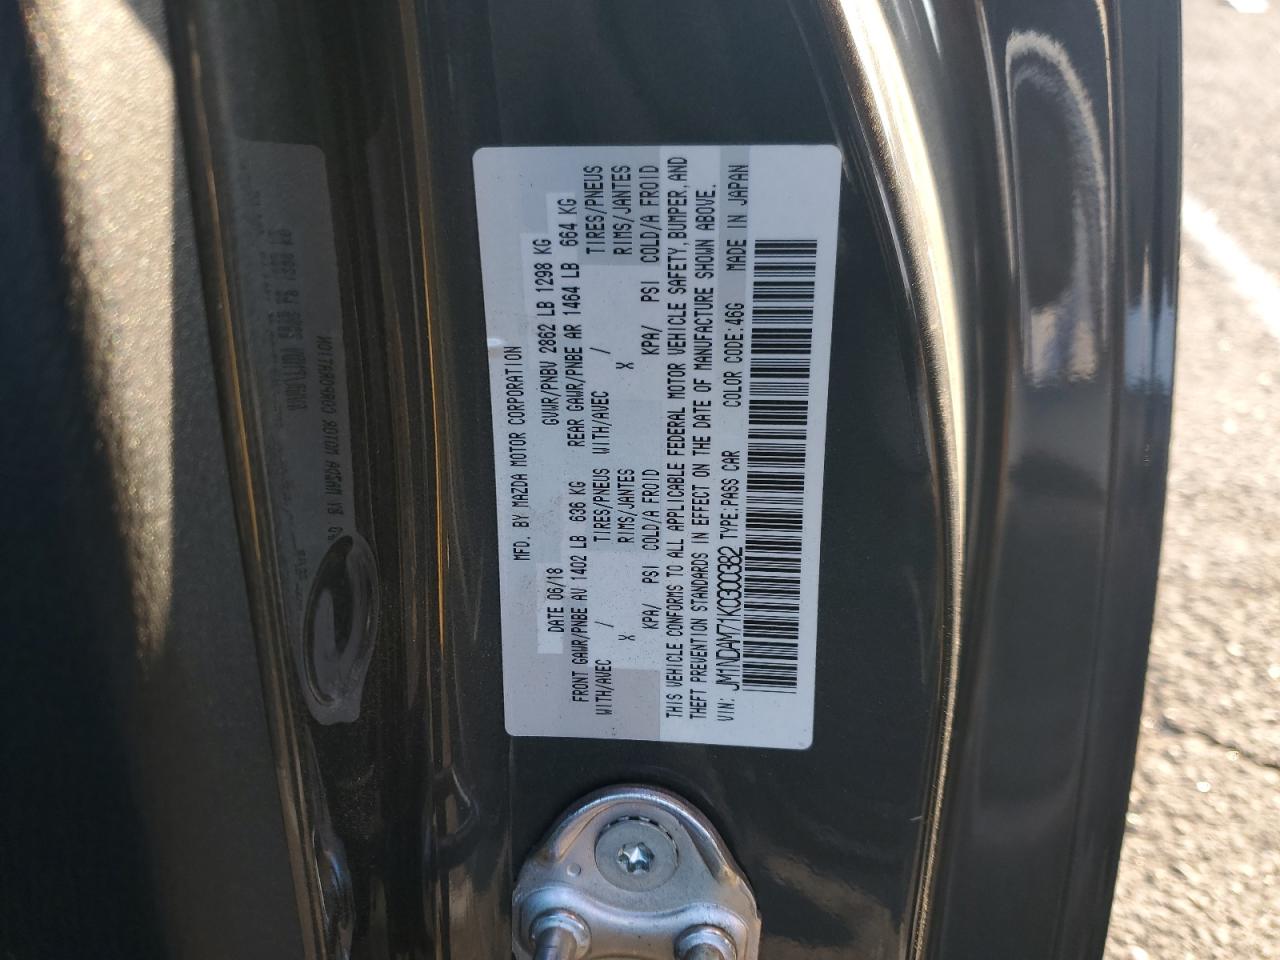 MFD. BY MAZDA MOTOR CORPORATION
DATE 06/18 GVWR/PNBV 2862 LB 1298 KG
FRONT GAWR/PNBE AV 1402 LB 636 KG REAR GAWR/PNBE AR 1464 LB 664 KG
WITH/AVEC TIRES/PNEUS WITH/AVEC / TIRES/PNEUS
X RIMS/JANTES X RIMS/JANTES
KPA/ PSI COLD/A FROID KPA/ PSI COLD/A FROID
THIS VEHICLE CONFORMS TO ALL APPLICABLE FEDERAL MOTOR VEHICLE SAFETY, BUMPER, AND
THEFT PREVENTION STANDARDS IN EFFECT ON THE DATE OF MANUFACTURE SHOWN ABOVE.
VIN: JM1NDAM71K0300382 TYPE:PASS CAR COLOR CODE:46G MADE IN JAPAN